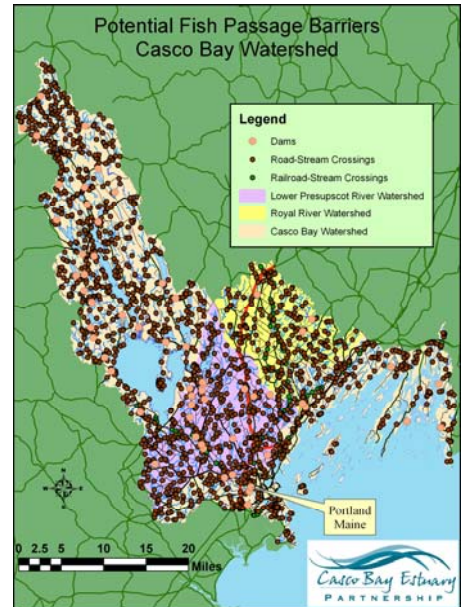 Potential Fish Passage Barriers
Casco Bay Watershed
Legend
Dams
Road-Stream Crossings
Railroad-Stream Crossings
Lower Presupscot River Watershed
Royal River Watershed
Casco Bay Watershed
Portland
Maine
0 2.5 5 10 15 20
Miles
Casco Bay Estuary
PARTNERSHIP